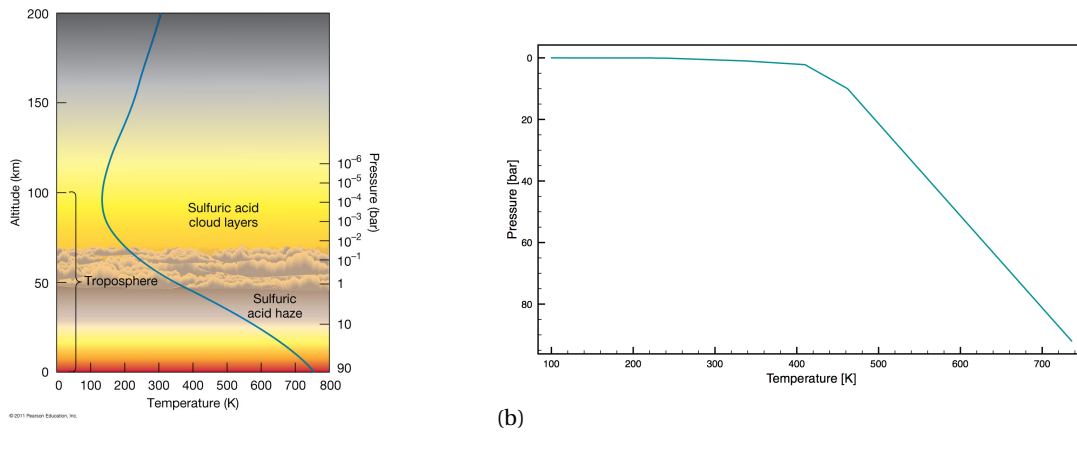 200
150
100
50
0
Altitude (km)
Sulfuric acid
cloud layers
Troposphere
Sulfuric
acid haze
10⁻⁶
10⁻⁵
10⁻⁴
10⁻³
10⁻²
10⁻¹
1
10
90
Pressure (bar)
0 100 200 300 400 500 600 700 800
Temperature (K)
© 2011 Pearson Education, Inc.
(b)
0
20
40
60
80
Pressure [bar]
100 200 300 400 500 600 700
Temperature [K]